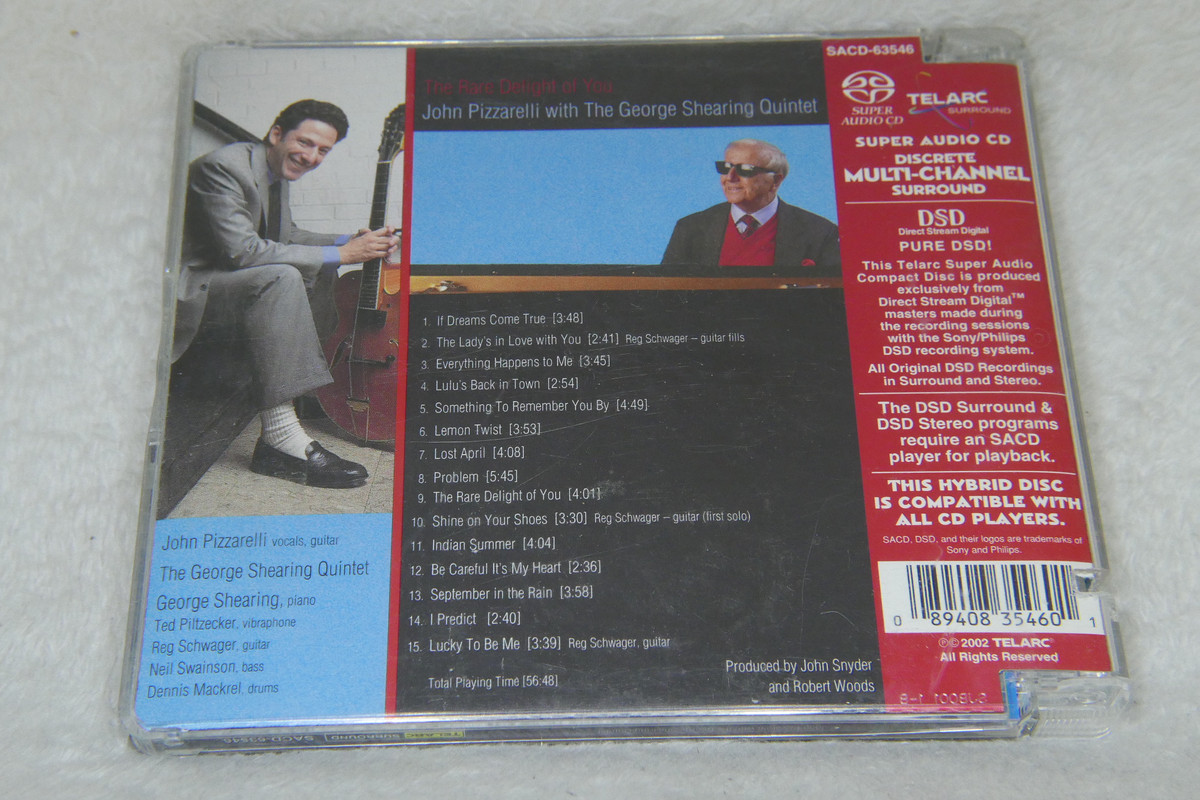 The Rare Delight of You
John Pizzarelli with The George Shearing Quintet
1. If Dreams Come True [3:48]
2. The Lady's in Love with You [2:41] Reg Schwager – guitar fills
3. Everything Happens to Me [3:45]
4. Lulu's Back in Town [2:54]
5. Something To Remember You By [4:49]
6. Lemon Twist [3:53]
7. Lost April [4:08]
8. Problem [5:45]
9. The Rare Delight of You [4:01]
10. Shine on Your Shoes [3:30] Reg Schwager – guitar (first solo)
11. Indian Summer [4:04]
12. Be Careful It's My Heart [2:36]
13. September in the Rain [3:58]
14. I Predict [2:40]
15. Lucky To Be Me [3:39] Reg Schwager, guitar
Total Playing Time [56:48]
Produced by John Snyder
and Robert Woods
John Pizzarelli vocals, guitar
The George Shearing Quintet
George Shearing, piano
Ted Piltzecker, vibraphone
Reg Schwager, guitar
Neil Swainson, bass
Dennis Mackrel, drums
SACD-63546
SUPER
AUDIO CD
TELARC
SURROUND
SUPER AUDIO CD
DISCRETE
MULTI-CHANNEL
SURROUND
DSD
Direct Stream Digital
PURE DSD!
This Telarc Super Audio
Compact Disc is produced
exclusively from
Direct Stream Digital™
masters made during
the recording sessions
with the Sony/Philips
DSD recording system.
All Original DSD Recordings
in Surround and Stereo.
The DSD Surround &
DSD Stereo programs
require an SACD
player for playback.
THIS HYBRID DISC
IS COMPATIBLE WITH
ALL CD PLAYERS.
SACD, DSD, and their logos are trademarks of
Sony and Philips.
0 89408 35460 1
℗© 2002 TELARC®
All Rights Reserved
SACD-63546
TELARC
SURROUND